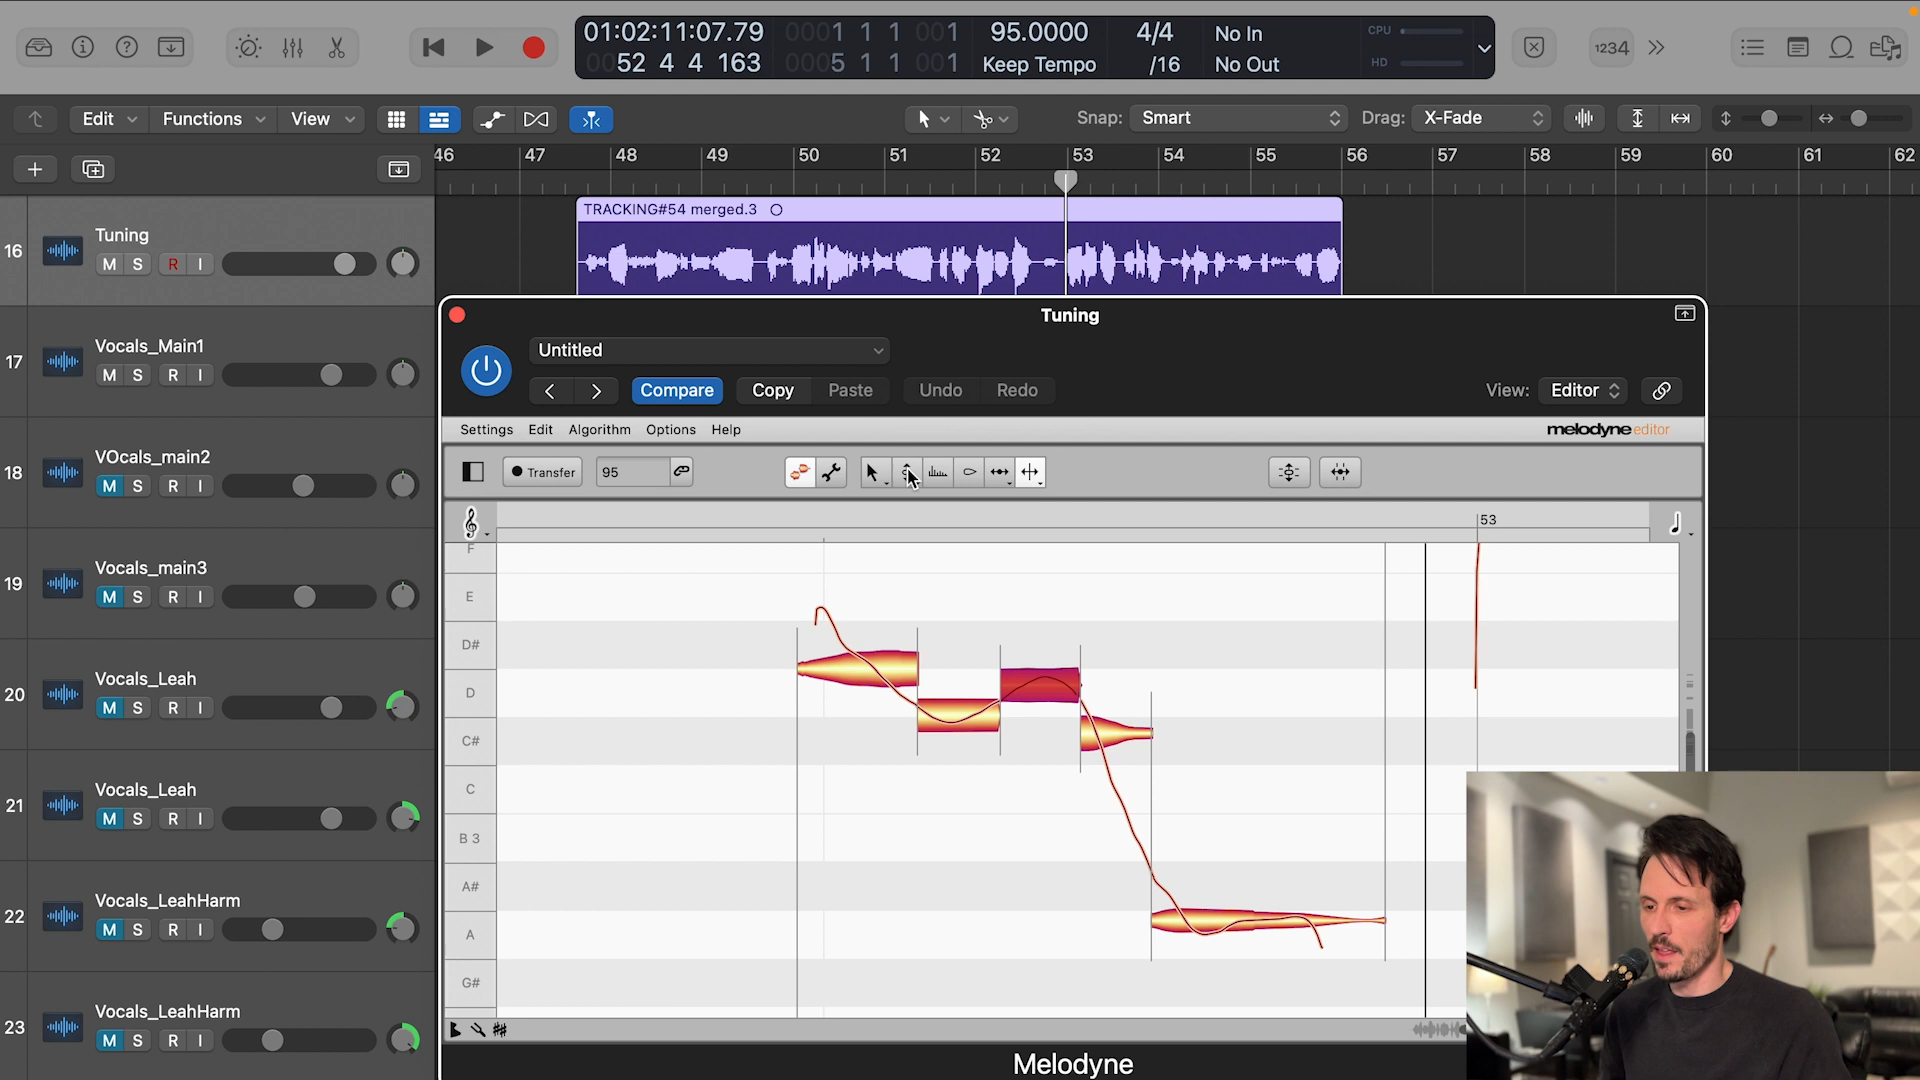 01:02:11:07.79
0001 1 1 001
95.0000
4/4
No In
CPU
0052 4 4 163
0005 1 1 001
Keep Tempo
/16
No Out
HD
1234
Edit
Functions
View
Snap: Smart
Drag: X-Fade
46 47 48 49 50 51 52 53 54 55 56 57 58 59 60 61 62
TRACKING#54 merged.3
16
Tuning
M S R I
17
Vocals_Main1
M S R I
18
VOcals_main2
M S R I
19
Vocals_main3
M S R I
20
Vocals_Leah
M S R I
21
Vocals_Leah
M S R I
22
Vocals_LeahHarm
M S R I
23
Vocals_LeahHarm
M S R I
Tuning
Untitled
Compare
Copy
Paste
Undo
Redo
View: Editor
Settings
Edit
Algorithm
Options
Help
melodyne editor
Transfer
95
53
F
E
D#
D
C#
C
B 3
A#
A
G#
Melodyne